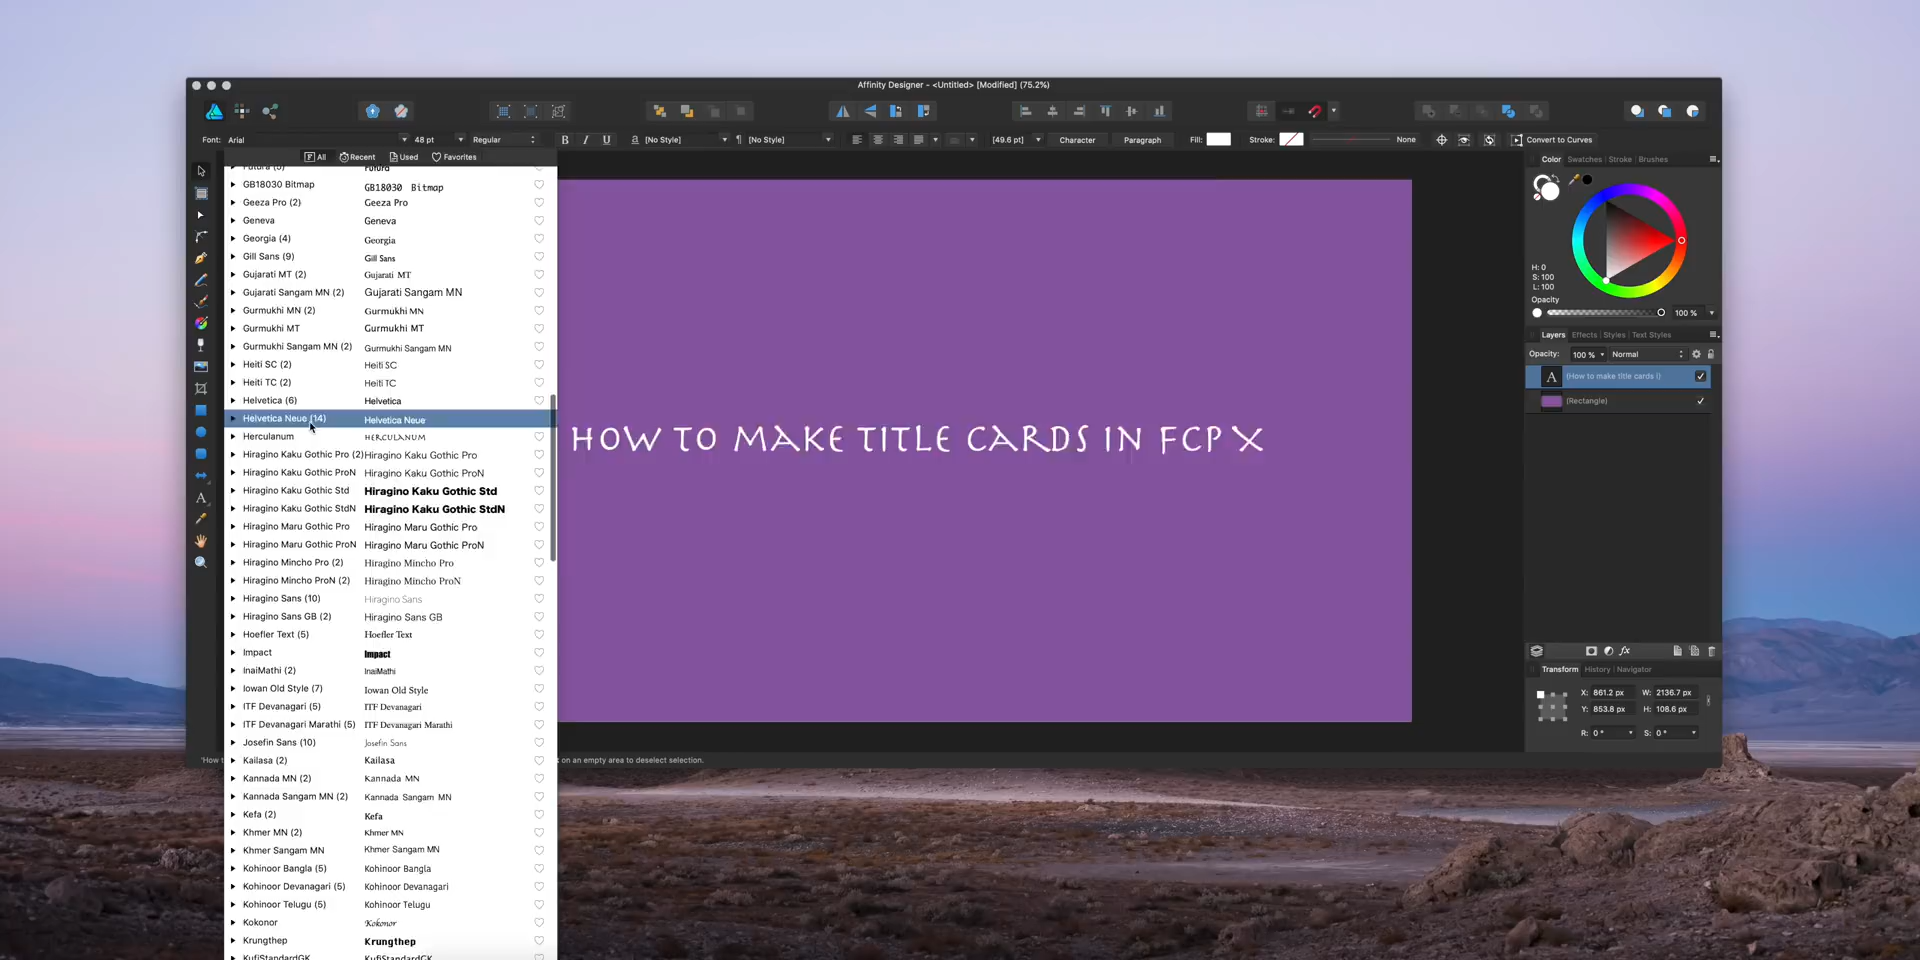 Affinity Designer - <Untitled> [Modified] (75.2%)
Font: Arial 48 pt Regular B I U a [No Style] ¶ [No Style] [49.6 pt] Character Paragraph Fill: Stroke: None Convert to Curves
All Recent Used Favorites
GB18030 Bitmap GB18030 Bitmap
Geeza Pro (2) Geeza Pro
Geneva Geneva
Georgia (4) Georgia
Gill Sans (9) Gill Sans
Gujarati MT (2) Gujarati MT
Gujarati Sangam MN (2) Gujarati Sangam MN
Gurmukhi MN (2) Gurmukhi MN
Gurmukhi MT Gurmukhi MT
Gurmukhi Sangam MN (2) Gurmukhi Sangam MN
Heiti SC (2) Heiti SC
Heiti TC (2) Heiti TC
Helvetica (6) Helvetica
Helvetica Neue (14) Helvetica Neue
Herculanum HERCULANUM
Hiragino Kaku Gothic Pro (2) Hiragino Kaku Gothic Pro
Hiragino Kaku Gothic ProN Hiragino Kaku Gothic ProN
Hiragino Kaku Gothic Std Hiragino Kaku Gothic Std
Hiragino Kaku Gothic StdN Hiragino Kaku Gothic StdN
Hiragino Maru Gothic Pro Hiragino Maru Gothic Pro
Hiragino Maru Gothic ProN Hiragino Maru Gothic ProN
Hiragino Mincho Pro (2) Hiragino Mincho Pro
Hiragino Mincho ProN (2) Hiragino Mincho ProN
Hiragino Sans (10) Hiragino Sans
Hiragino Sans GB (2) Hiragino Sans GB
Hoefler Text (5) Hoefler Text
Impact Impact
InaiMathi (2) InaiMathi
Iowan Old Style (7) Iowan Old Style
ITF Devanagari (5) ITF Devanagari
ITF Devanagari Marathi (5) ITF Devanagari Marathi
Josefin Sans (10) Josefin Sans
Kailasa (2) Kailasa
Kannada MN (2) Kannada MN
Kannada Sangam MN (2) Kannada Sangam MN
Kefa (2) Kefa
Khmer MN (2) Khmer MN
Khmer Sangam MN Khmer Sangam MN
Kohinoor Bangla (5) Kohinoor Bangla
Kohinoor Devanagari (5) Kohinoor Devanagari
Kohinoor Telugu (5) Kohinoor Telugu
Kokonor Kokonor
Krungthep Krungthep
KufiStandardGK KufiStandardGK
HOW TO MAKE TITLE CARDS IN FCP X
'How t
on an empty area to deselect selection.
Color Swatches Stroke Brushes
H: 0
S: 100
L: 100
Opacity
100 %
Layers Effects Styles Text Styles
Opacity: 100 % Normal
A (How to make title cards i)
(Rectangle)
fx
Transform History Navigator
X: 861.2 px W: 2136.7 px
Y: 853.8 px H: 108.6 px
R: 0 ° S: 0 °